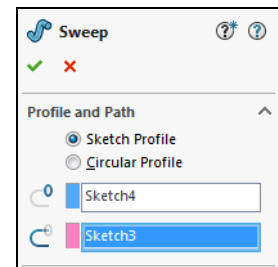 Sweep
Profile and Path
Sketch Profile
Circular Profile
Sketch4
Sketch3